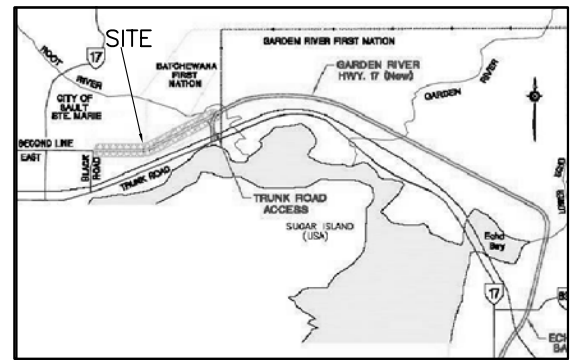 SITE
17
ROOT
RIVER
CITY OF
SAULT
STE. MARIE
BATCHEWANA
FIRST
NATION
GARDEN RIVER FIRST NATION
GARDEN RIVER
HWY. 17 (New)
GARDEN
RIVER
SECOND LINE
EAST
BLACK
ROAD
TRUNK ROAD
TRUNK ROAD
ACCESS
SUGAR ISLAND
(USA)
Echo
Bay
17